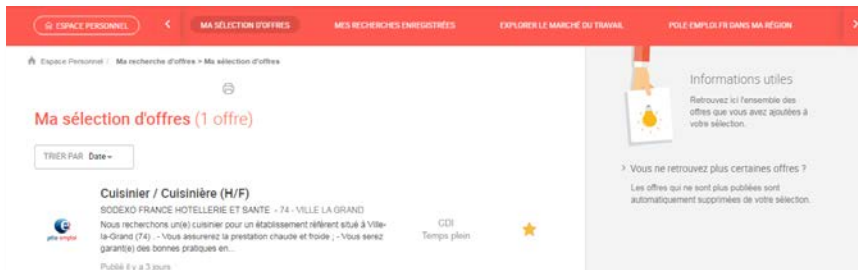 ESPACE PERSONNEL
MA SÉLECTION D'OFFRES
MES RECHERCHES ENREGISTRÉES
EXPLORER LE MARCHÉ DU TRAVAIL
POLE-EMPLOI.FR DANS MA RÉGION
Espace Personnel / Ma recherche d'offres > Ma sélection d'offres
Ma sélection d'offres (1 offre)
TRIER PAR Date
Cuisinier / Cuisinière (H/F)
SODEXO FRANCE HOTELLERIE ET SANTE - 74 - VILLE LA GRAND
Nous recherchons un(e) cuisinier pour un établissement référent situé à Ville-
la-Grand (74) . - Vous assurerez la prestation chaude et froide ; - Vous serez
garant(e) des bonnes pratiques en...
Publié il y a 3 jours
pôle emploi
CDI
Temps plein
Informations utiles
Retrouvez ici l'ensemble des
offres que vous avez ajoutées à
votre sélection.
> Vous ne retrouvez plus certaines offres ?
Les offres qui ne sont plus publiées sont
automatiquement supprimées de votre sélection.